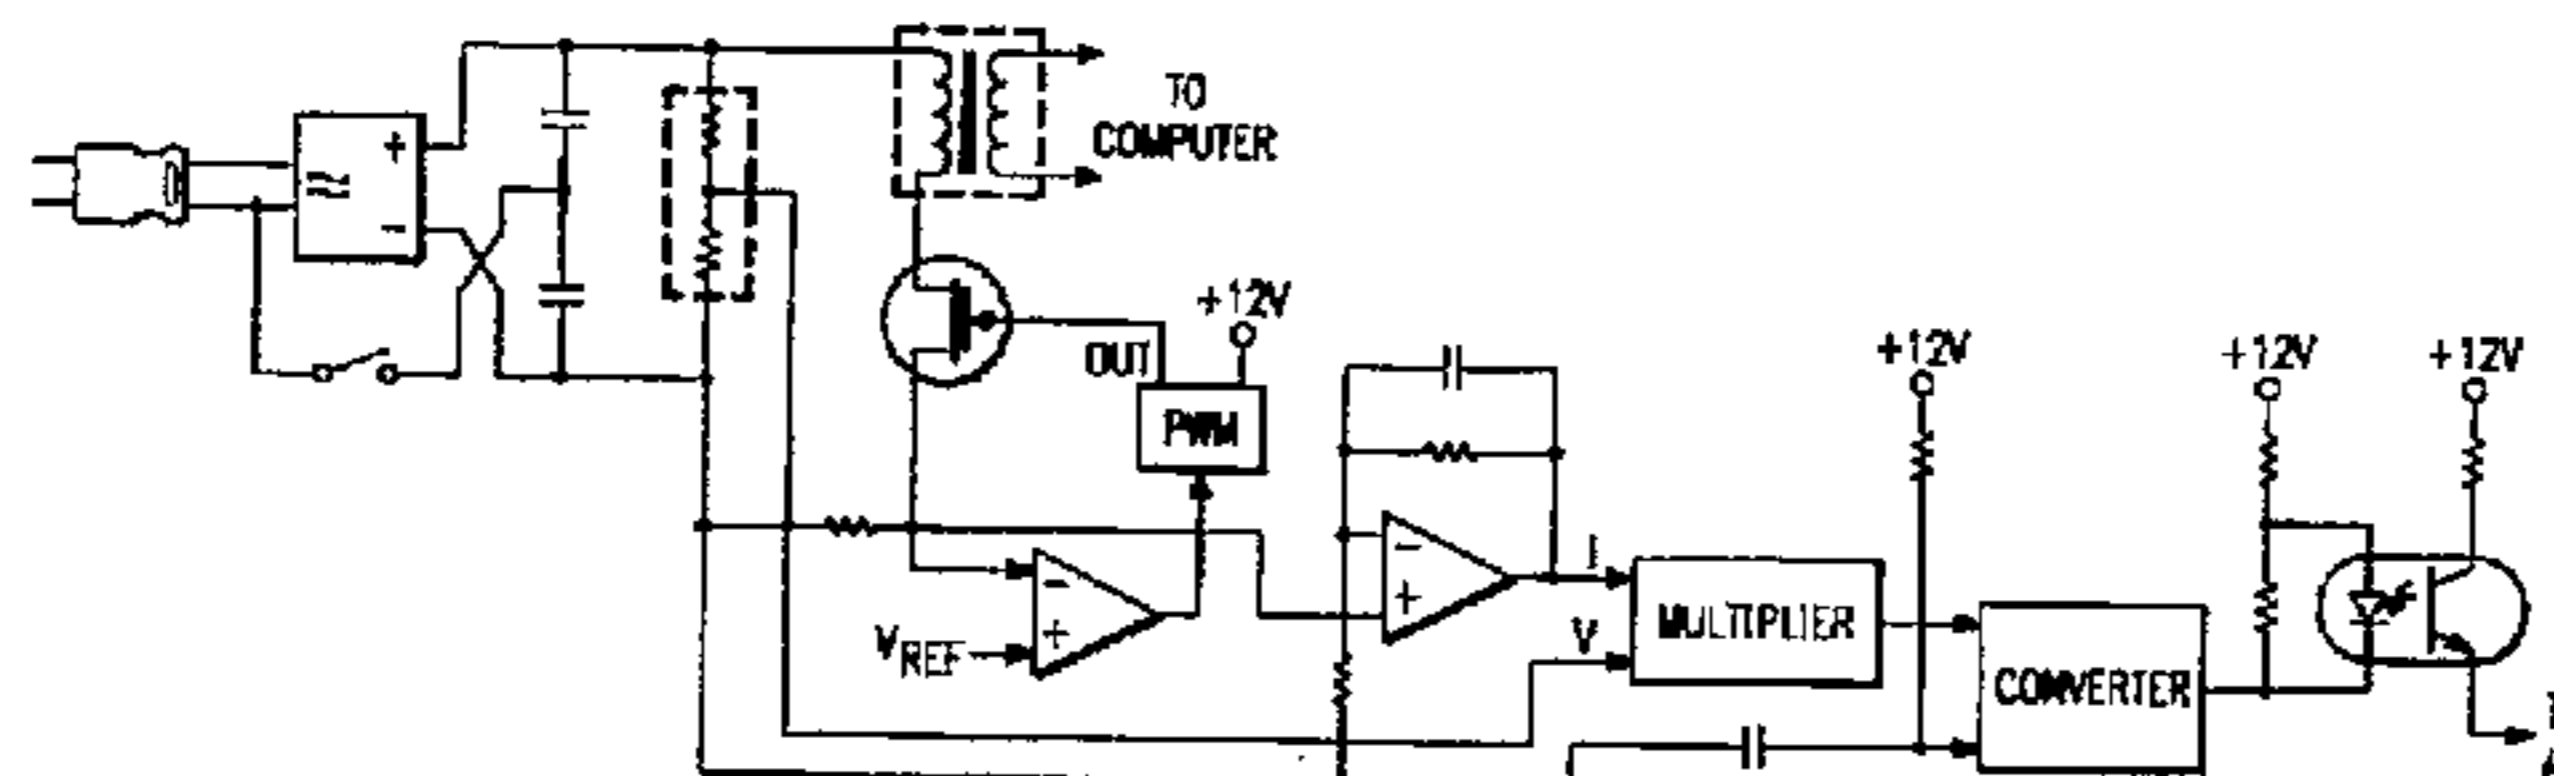 TO
COMPUTER
+
-
+12V
OUT
PWM
+12V
+12V
+12V
-
+
I
V
MULTIPLIER
-
+
VREF
CONVERTER